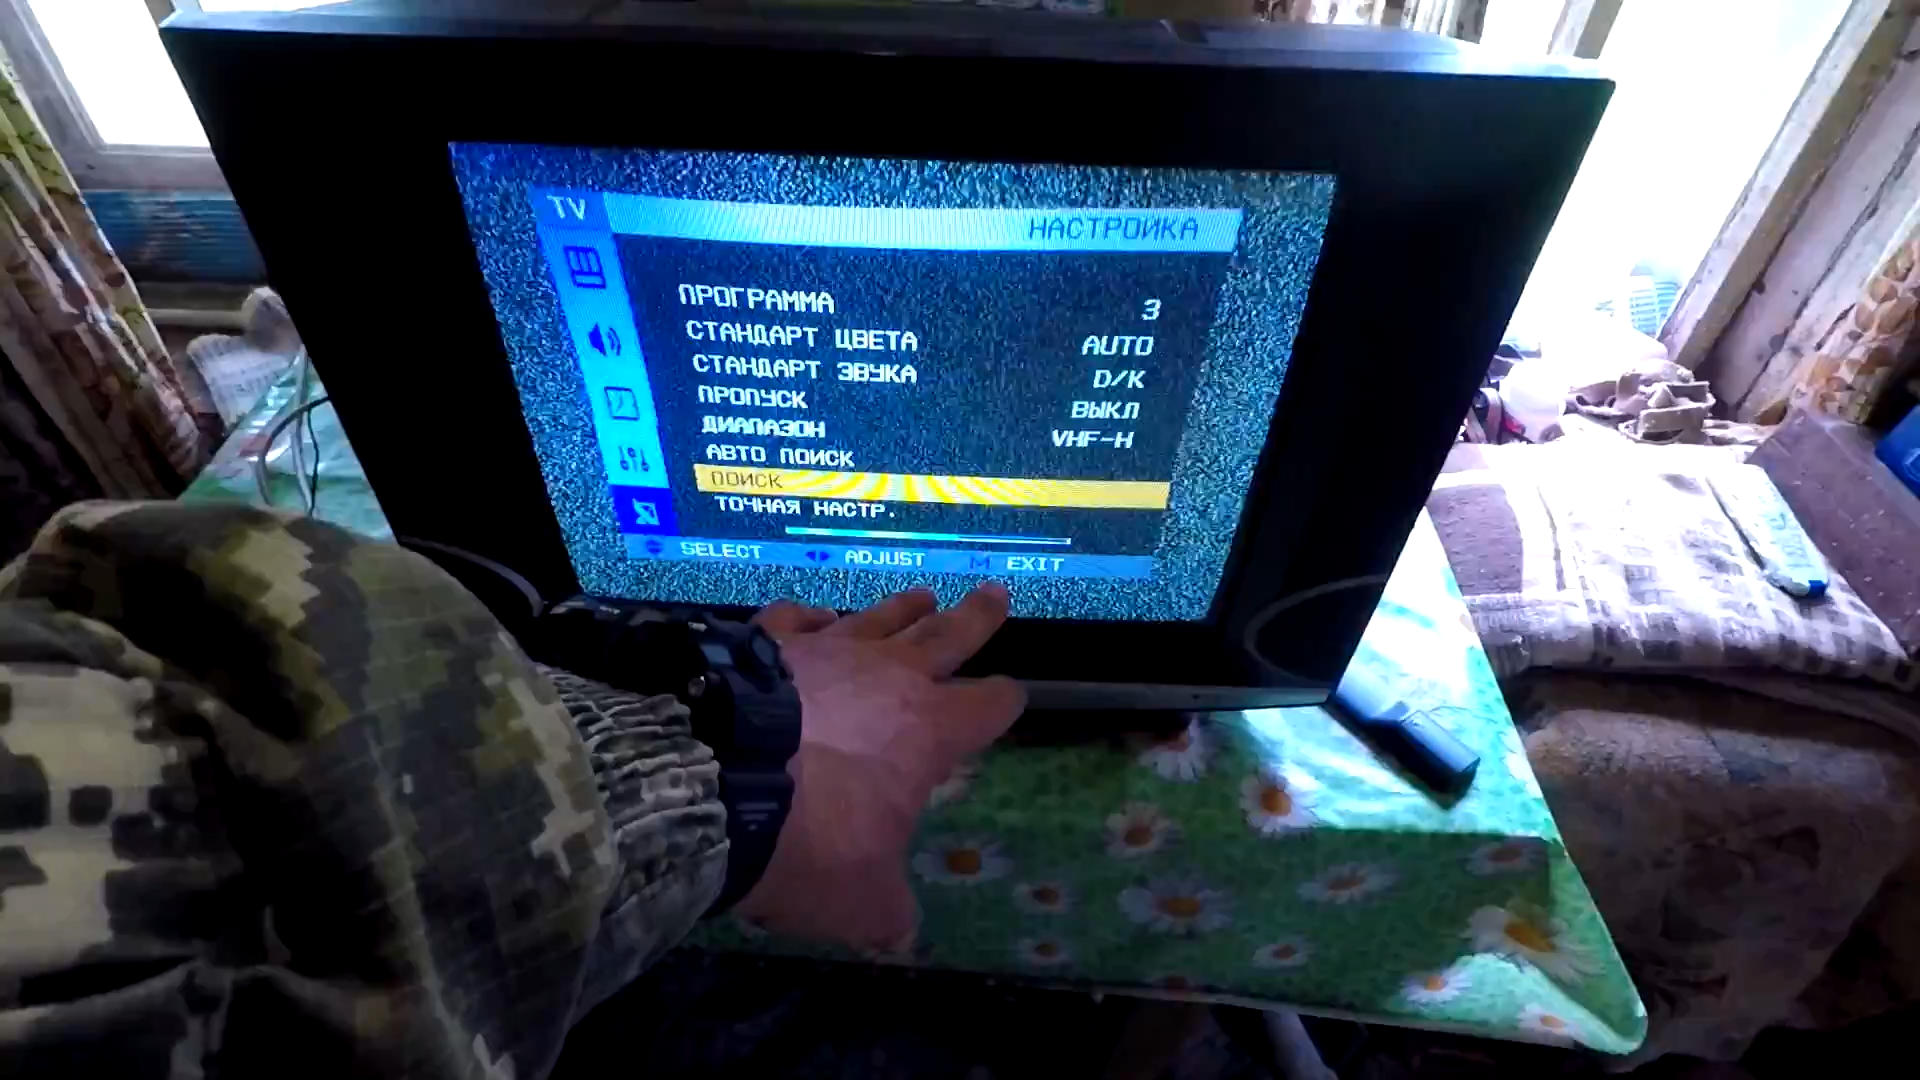 TV
НАСТРОЙКА
ПРОГРАММА 3
СТАНДАРТ ЦВЕТА AUTO
СТАНДАРТ ЗВУКА D/K
ПРОПУСК ВЫКЛ
ДИАПАЗОН VHF-H
АВТО ПОИСК
ПОИСК
ТОЧНАЯ НАСТР.
SELECT ADJUST M EXIT